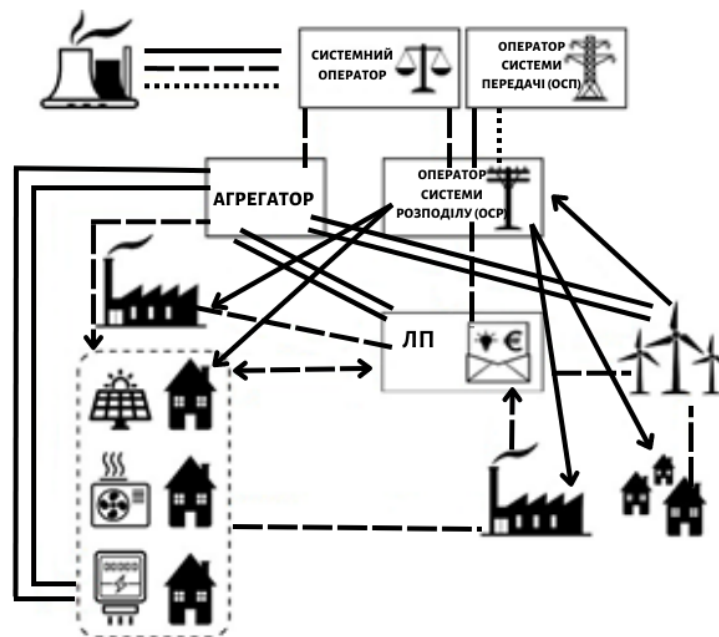 СИСТЕМНИЙ
ОПЕРАТОР
ОПЕРАТОР
СИСТЕМИ
ПЕРЕДАЧІ (ОСП)
АГРЕГАТОР
ОПЕРАТОР
СИСТЕМИ
РОЗПОДІЛУ (ОСР)
ЛП
€